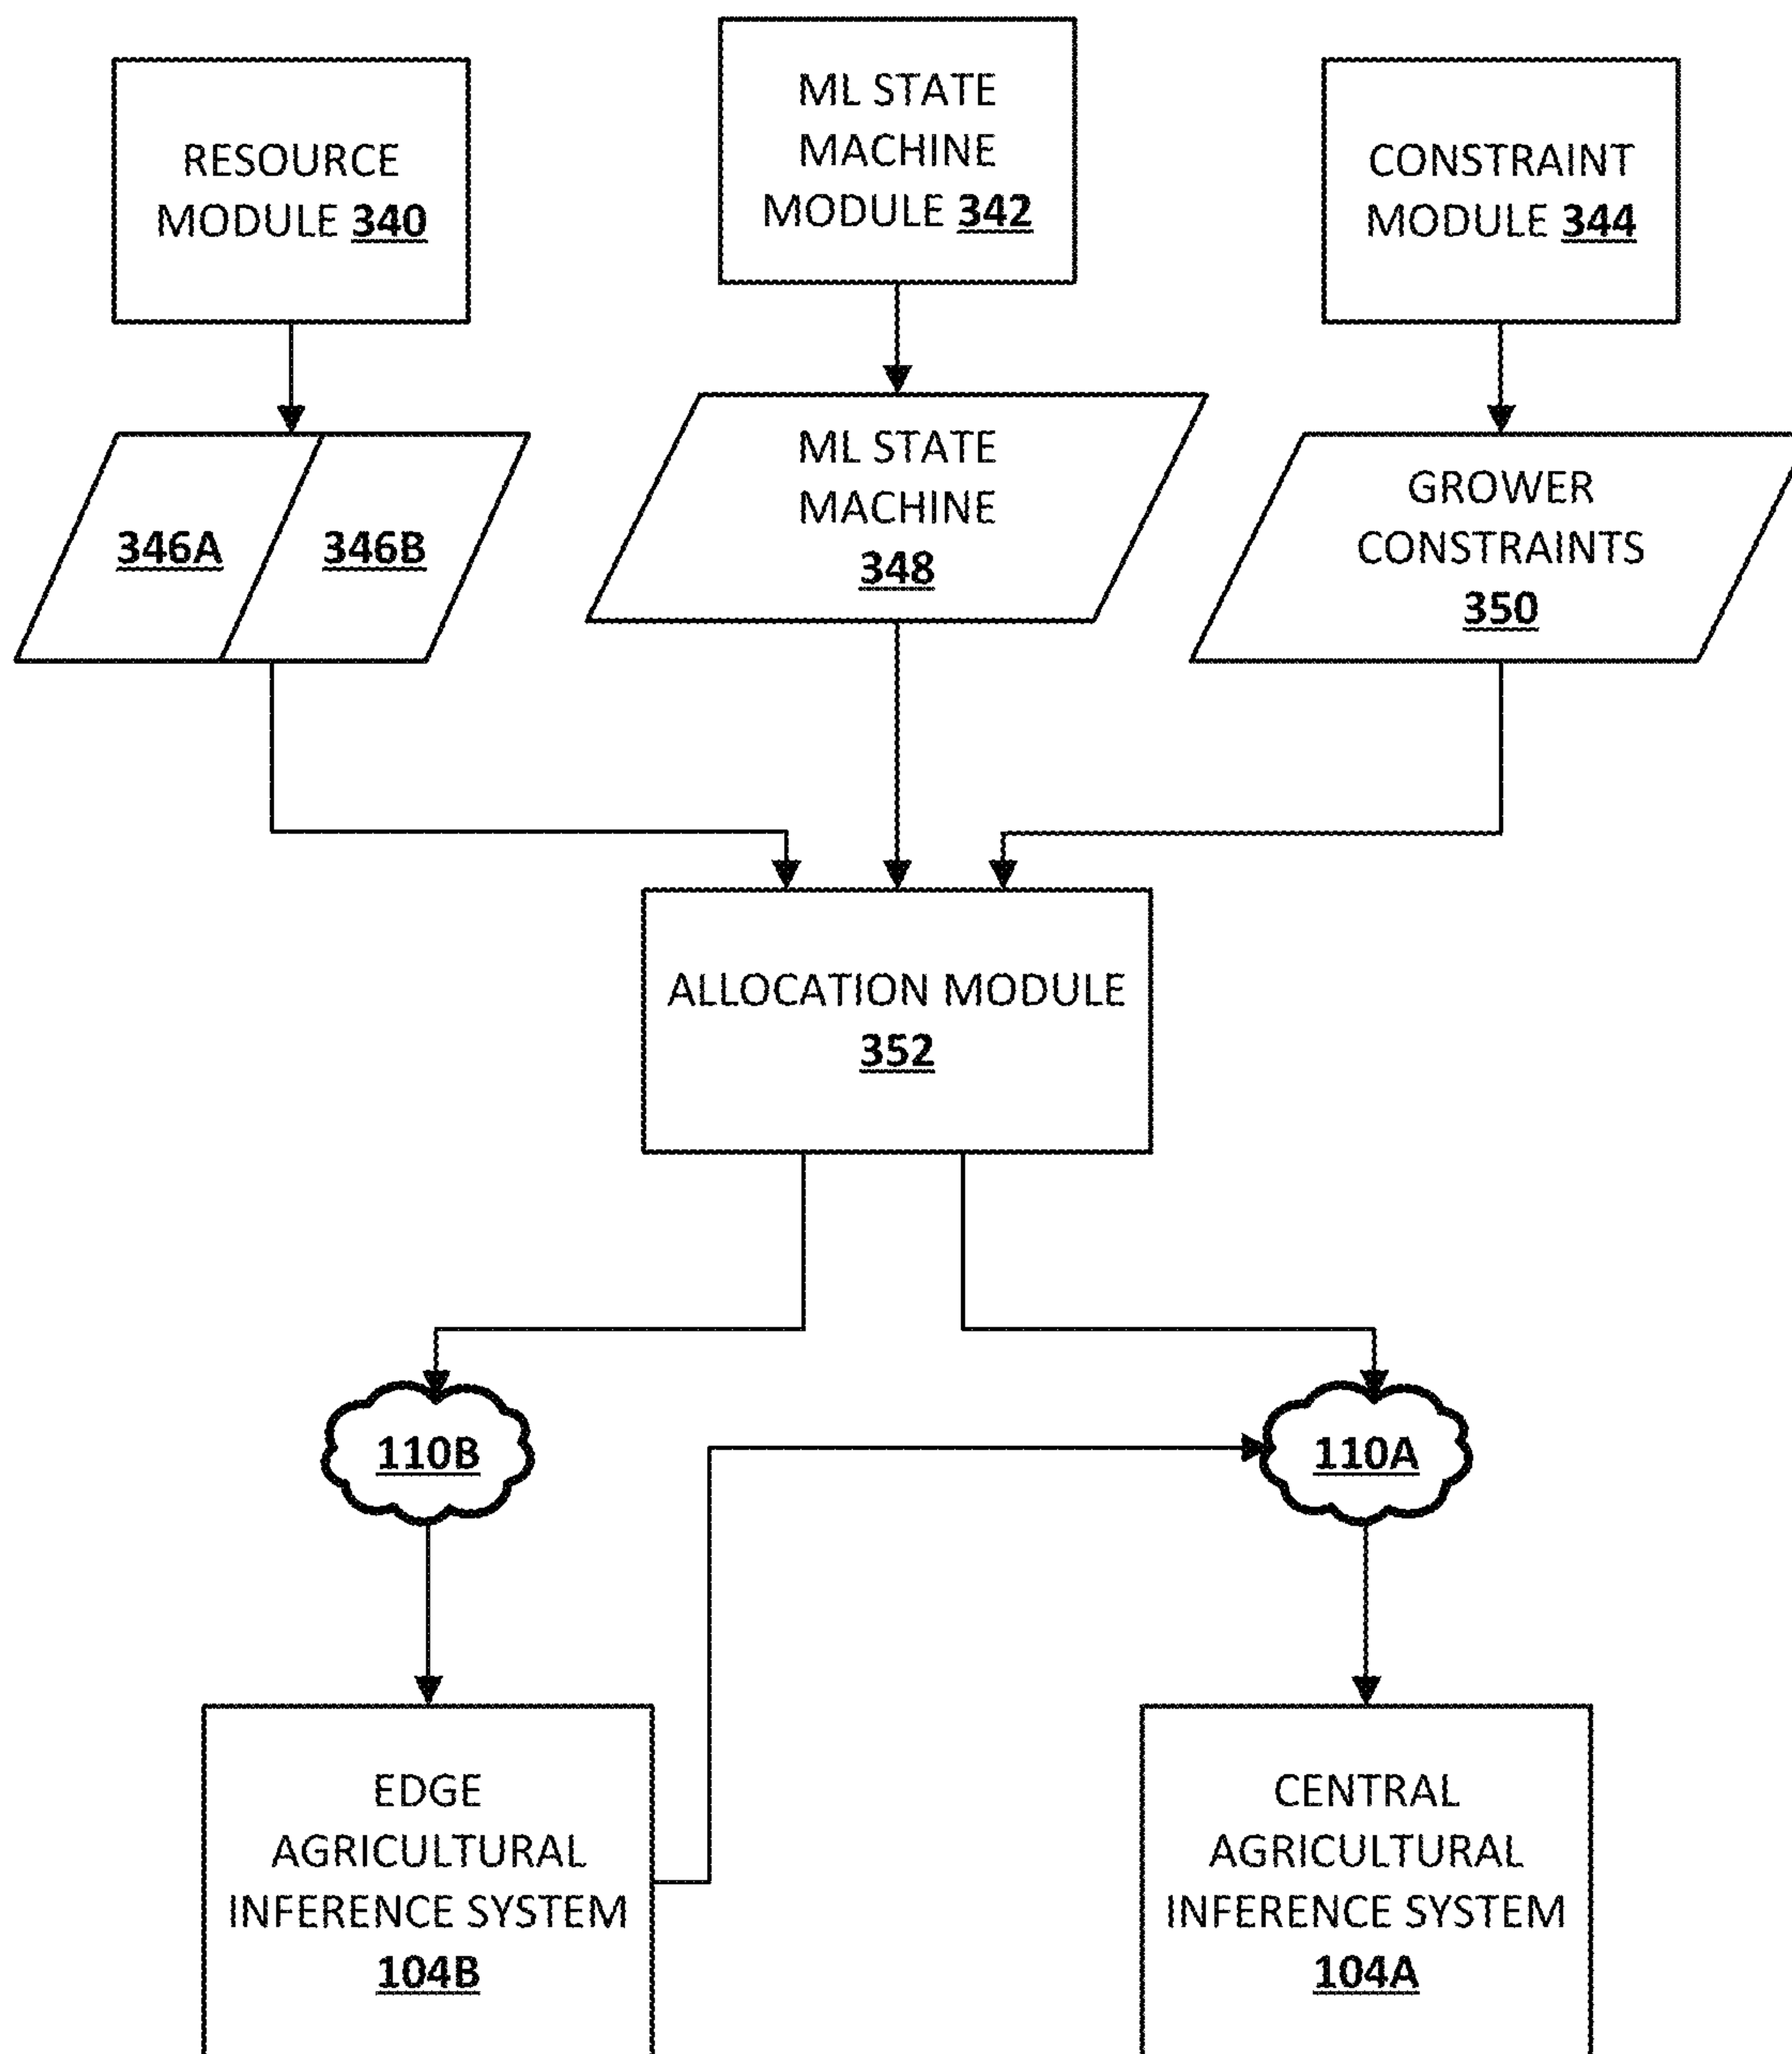 RESOURCE
MODULE 340
ML STATE
MACHINE
MODULE 342
CONSTRAINT
MODULE 344
346A
346B
ML STATE
MACHINE
348
GROWER
CONSTRAINTS
350
ALLOCATION MODULE
352
110B
110A
EDGE
AGRICULTURAL
INFERENCE SYSTEM
104B
CENTRAL
AGRICULTURAL
INFERENCE SYSTEM
104A